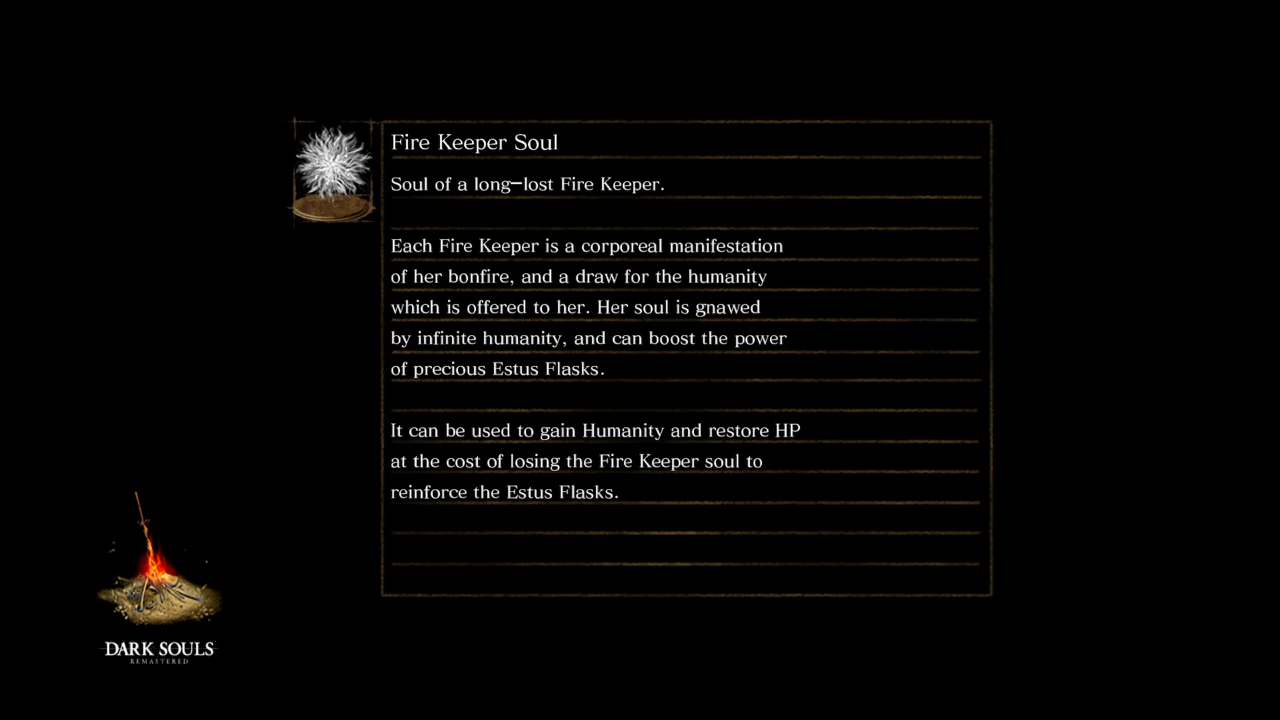 Fire Keeper Soul
Soul of a long-lost Fire Keeper.
Each Fire Keeper is a corporeal manifestation
of her bonfire, and a draw for the humanity
which is offered to her. Her soul is gnawed
by infinite humanity, and can boost the power
of precious Estus Flasks.
It can be used to gain Humanity and restore HP
at the cost of losing the Fire Keeper soul to
reinforce the Estus Flasks.
DARK SOULS
REMASTERED